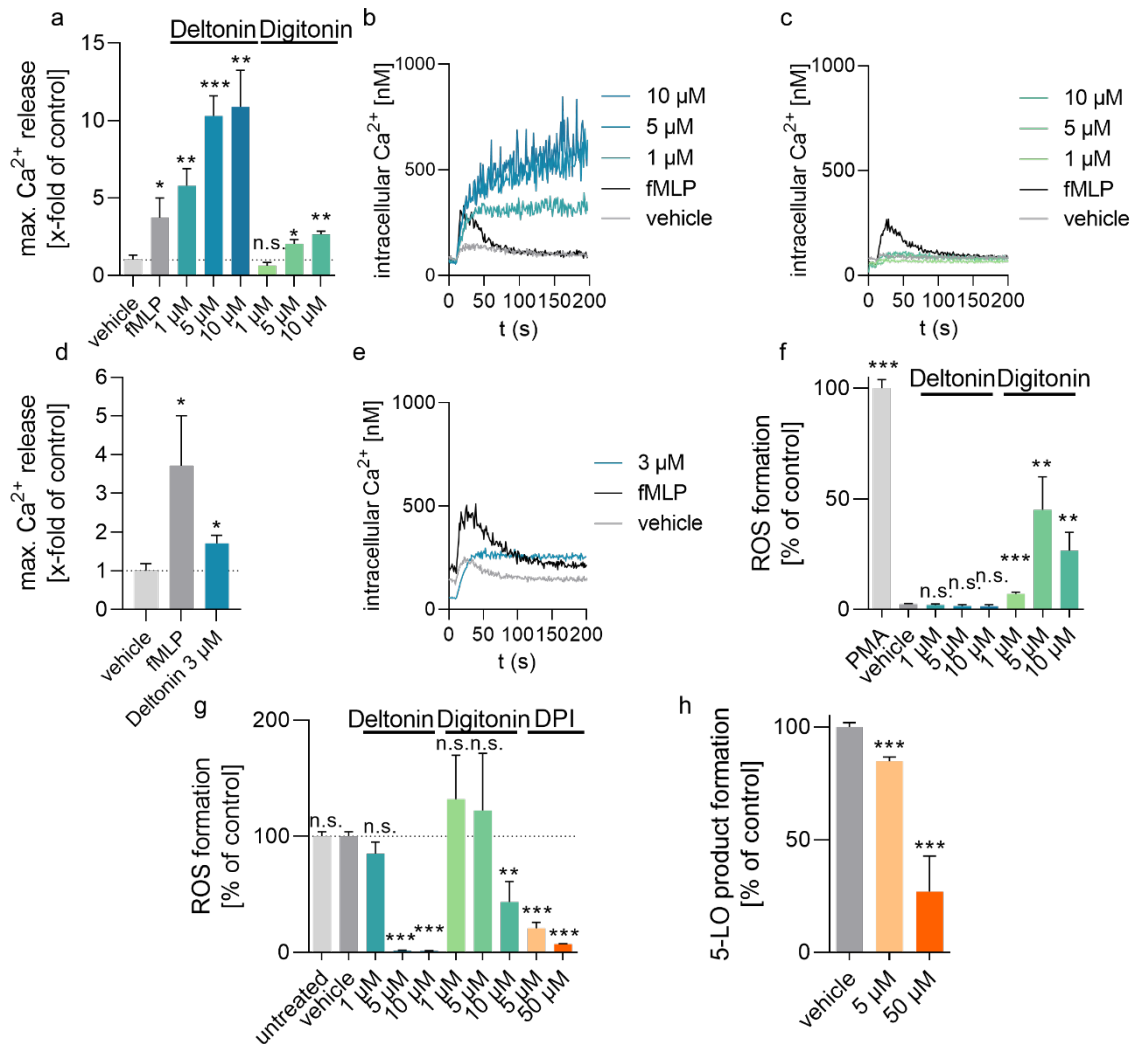 a
Deltonin Digitonin
max. Ca2+ release
[x-fold of control]
15
10
5
0
*
**
***
**
n.s.
*
**
vehicle
fMLP
1 µM
5 µM
10 µM
1 µM
5 µM
10 µM
b
intracellular Ca2+ [nM]
1000
500
0
0 50 100 150 200
t (s)
10 µM
5 µM
1 µM
fMLP
vehicle
c
intracellular Ca2+ [nM]
1000
500
0
0 50 100 150 200
t (s)
10 µM
5 µM
1 µM
fMLP
vehicle
d
max. Ca2+ release
[x-fold of control]
6
5
4
3
2
1
0
*
*
vehicle
fMLP
Deltonin 3 µM
e
intracellular Ca2+ [nM]
1000
500
0
0 50 100 150 200
t (s)
3 µM
fMLP
vehicle
f
Deltonin Digitonin
ROS formation
[% of control]
100
50
0
***
n.s.
n.s.
n.s.
***
**
**
PMA
vehicle
1 µM
5 µM
10 µM
1 µM
5 µM
10 µM
g
Deltonin Digitonin DPI
ROS formation
[% of control]
200
100
0
n.s.
n.s.
***
***
n.s.
n.s.
**
***
***
untreated
vehicle
1 µM
5 µM
10 µM
1 µM
5 µM
10 µM
5 µM
50 µM
h
5-LO product formation
[% of control]
100
50
0
***
***
vehicle
5 µM
50 µM